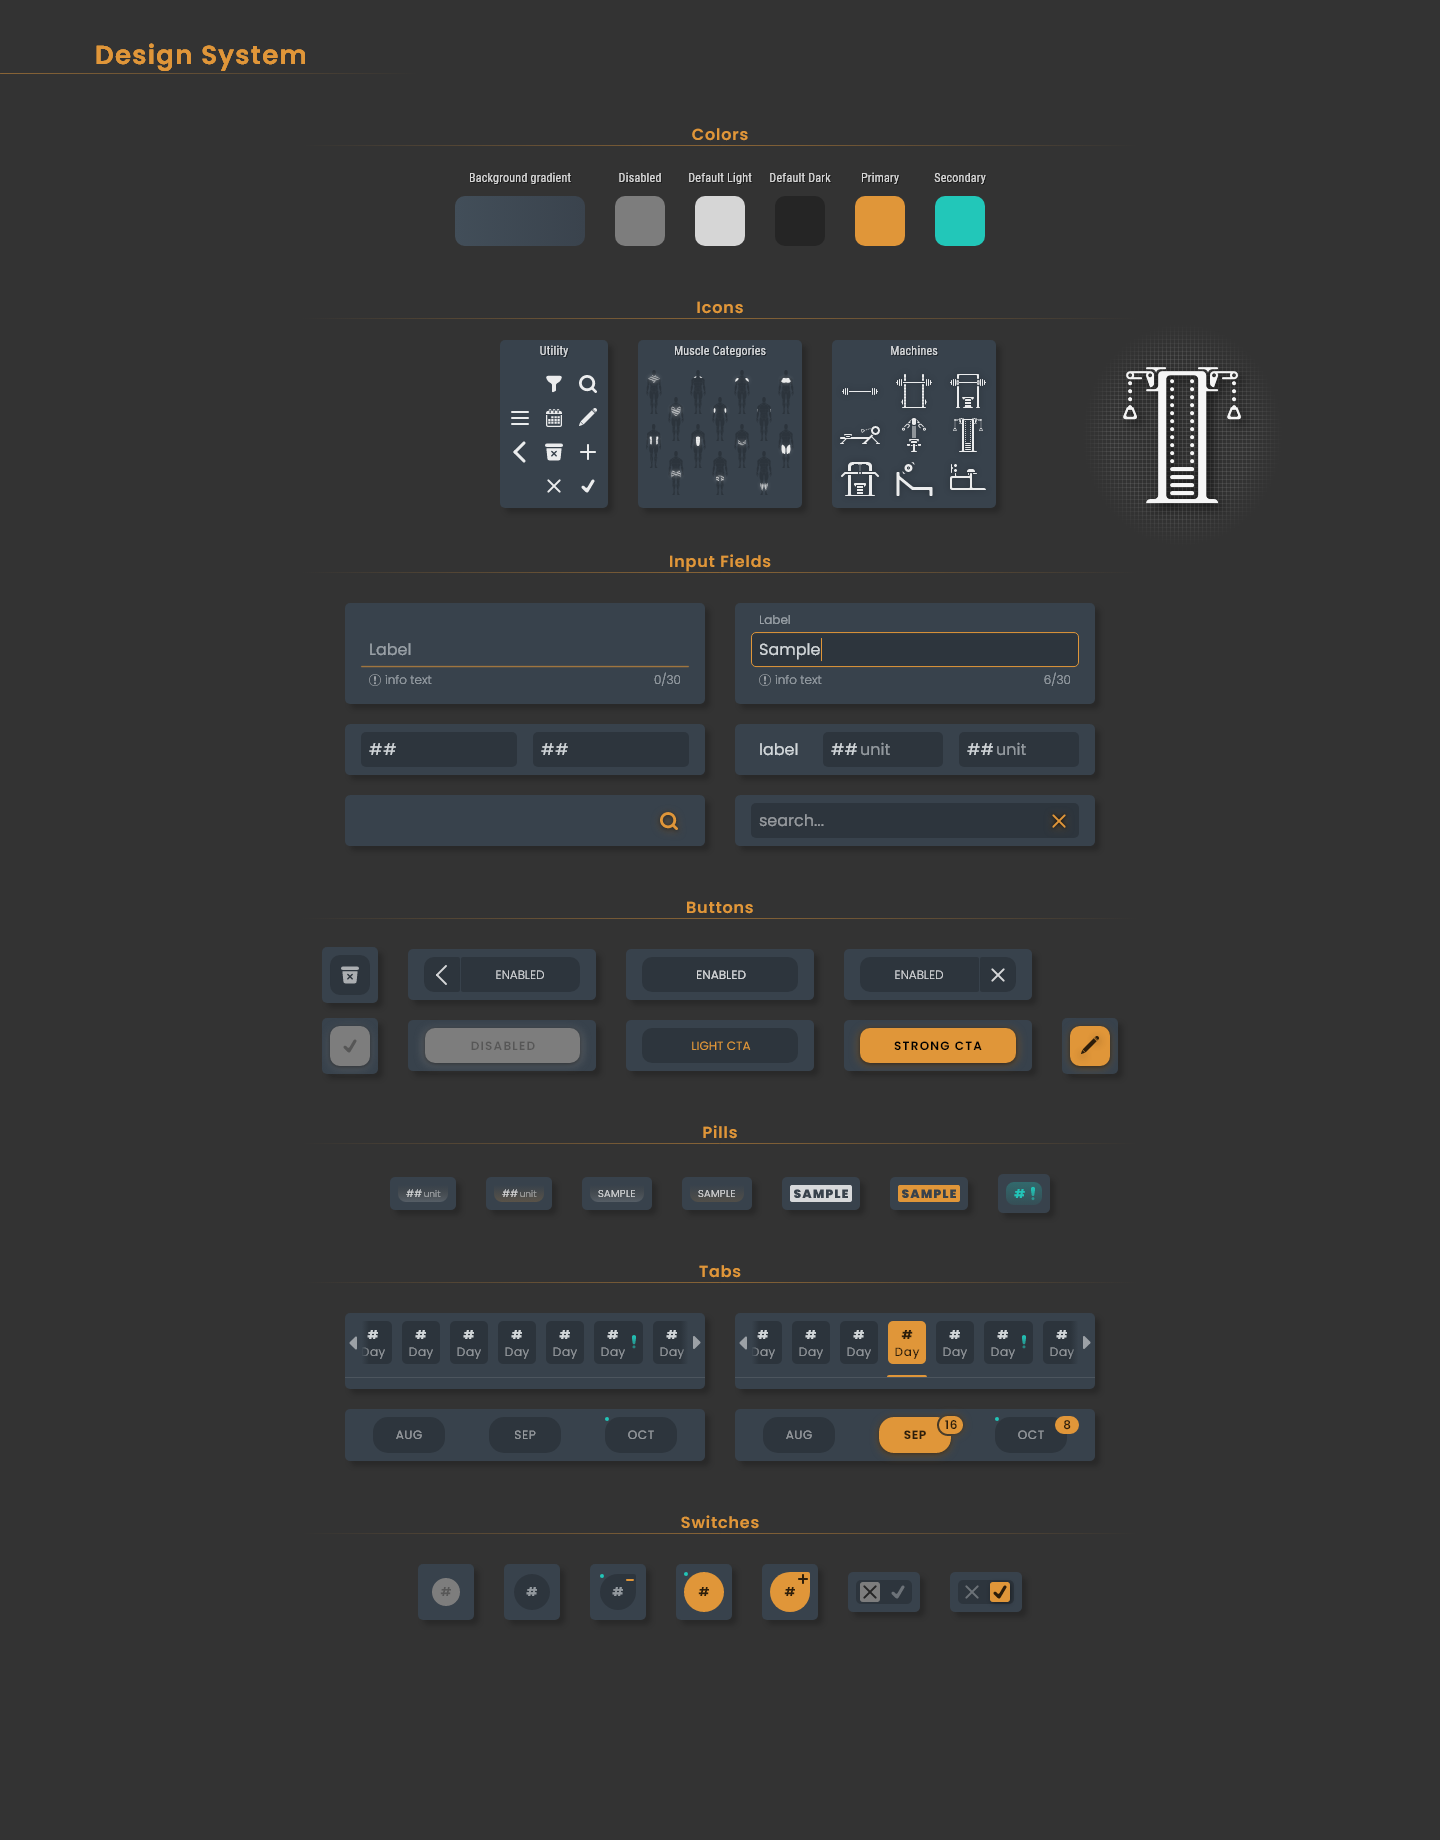 Design System
Colors
Background gradient Disabled Default Light Default Dark Primary Secondary
Icons
Utility Muscle Categories Machines
Input Fields
Label
Label
Sample
info text 0/30
info text 6/30
## ##
label ## unit ## unit
search...
Buttons
ENABLED ENABLED ENABLED
DISABLED LIGHT CTA STRONG CTA
Pills
## unit ## unit SAMPLE SAMPLE SAMPLE SAMPLE # !
Tabs
# # # # # # ! #
Day Day Day Day Day Day Day
# # # # # # ! #
Day Day Day Day Day Day Day
AUG SEP OCT
AUG SEP 16 OCT 8
Switches
# # # # #